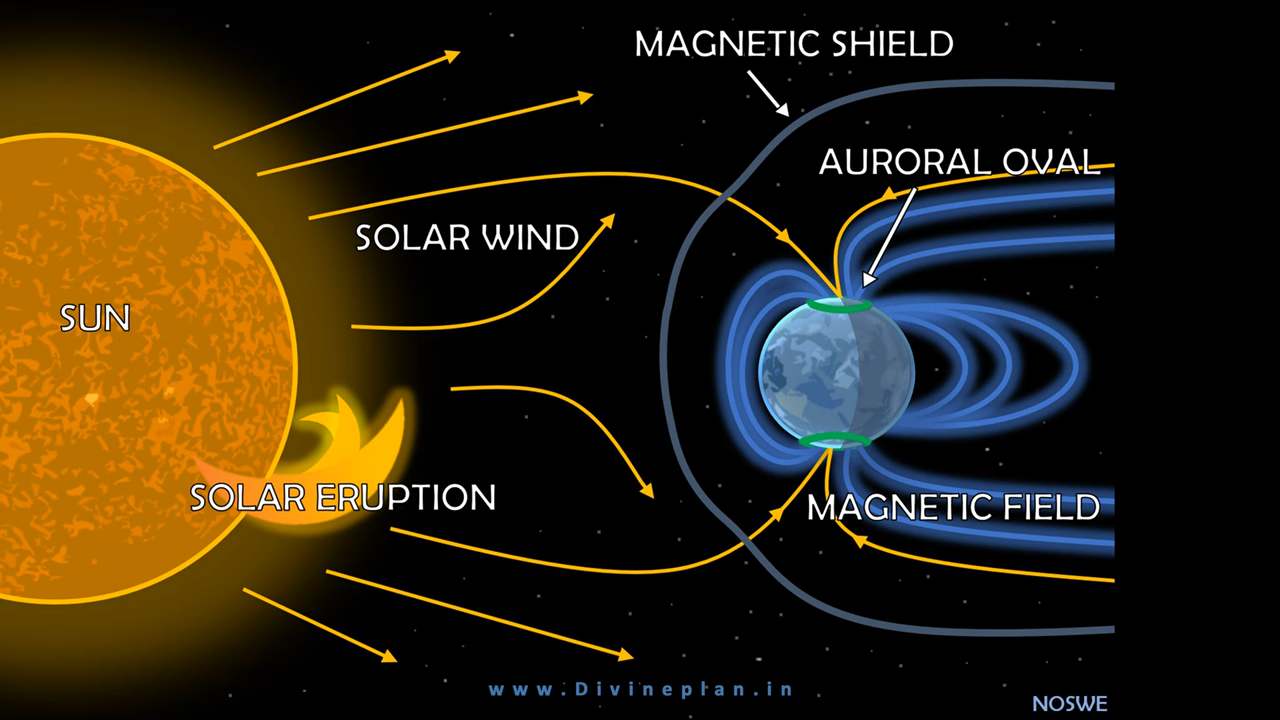 MAGNETIC SHIELD
AURORAL OVAL
SOLAR WIND
SUN
SOLAR ERUPTION
MAGNETIC FIELD
www.Divineplan.in
NOSWE